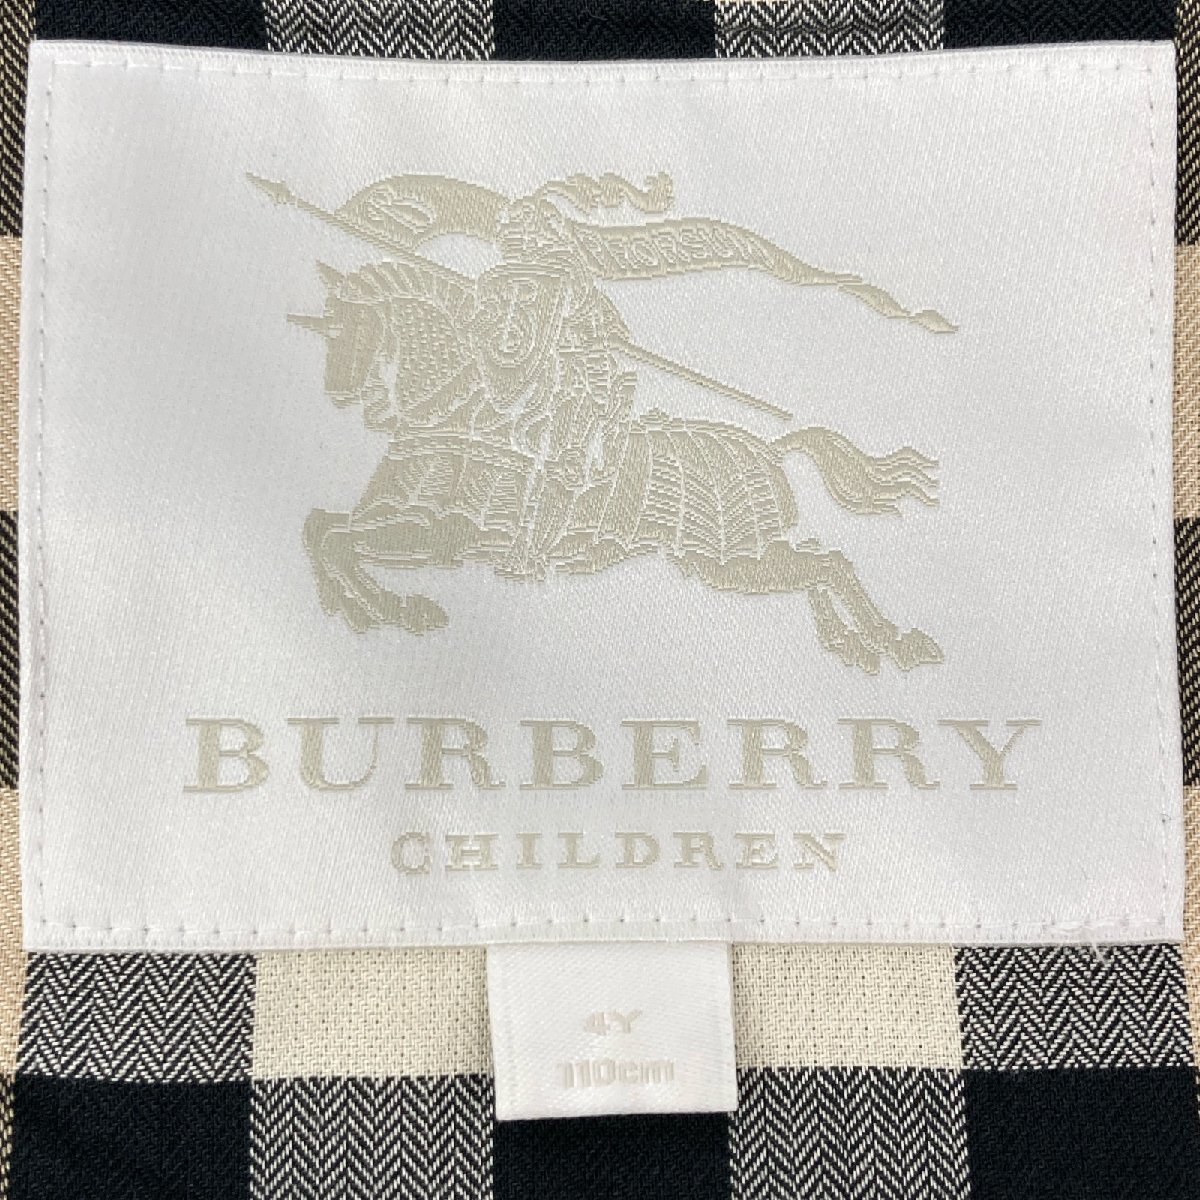 PRORSUM
BURBERRY
CHILDREN
4Y
110cm